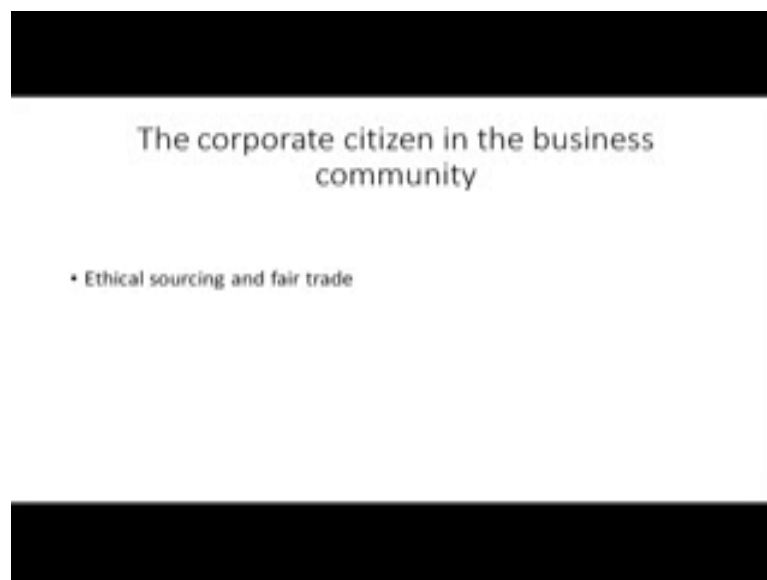 The corporate citizen in the business
community
• Ethical sourcing and fair trade